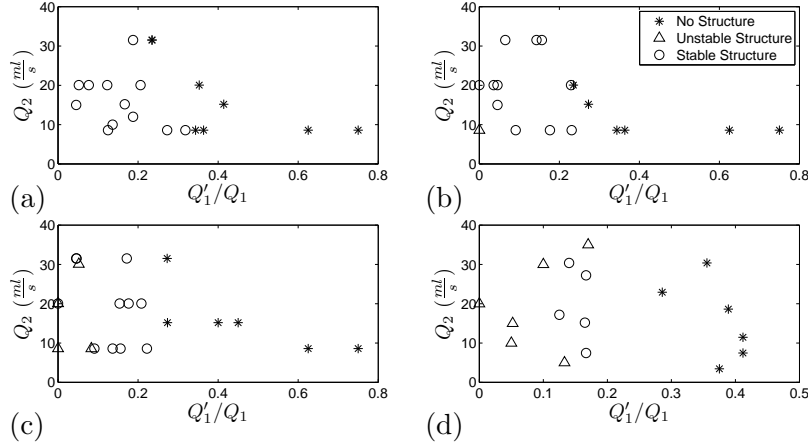 40
30
20
10
0
Q₂ (ml/s)
0 0.2 0.4 0.6 0.8
Q′₁/Q₁
(a)
40
30
20
10
0
Q₂ (ml/s)
No Structure
Unstable Structure
Stable Structure
0 0.2 0.4 0.6 0.8
Q′₁/Q₁
(b)
40
30
20
10
0
Q₂ (ml/s)
0 0.2 0.4 0.6 0.8
Q′₁/Q₁
(c)
40
30
20
10
0
Q₂ (ml/s)
0 0.1 0.2 0.3 0.4 0.5
Q′₁/Q₁
(d)